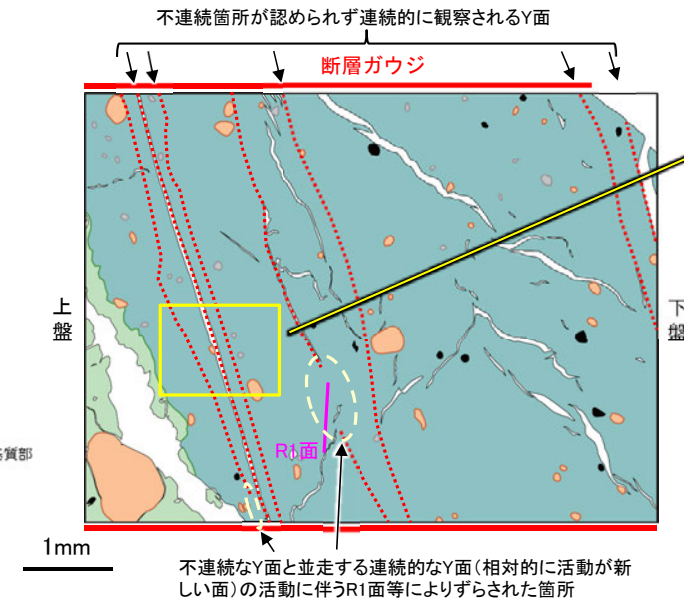 不連続箇所が認められず連続的に観察されるY面
断層ガウジ
上盤
下盤
質部
R1面
1mm
不連続なY面と並走する連続的なY面(相対的に活動が新
しい面)の活動に伴うR1面等によりずらされた箇所